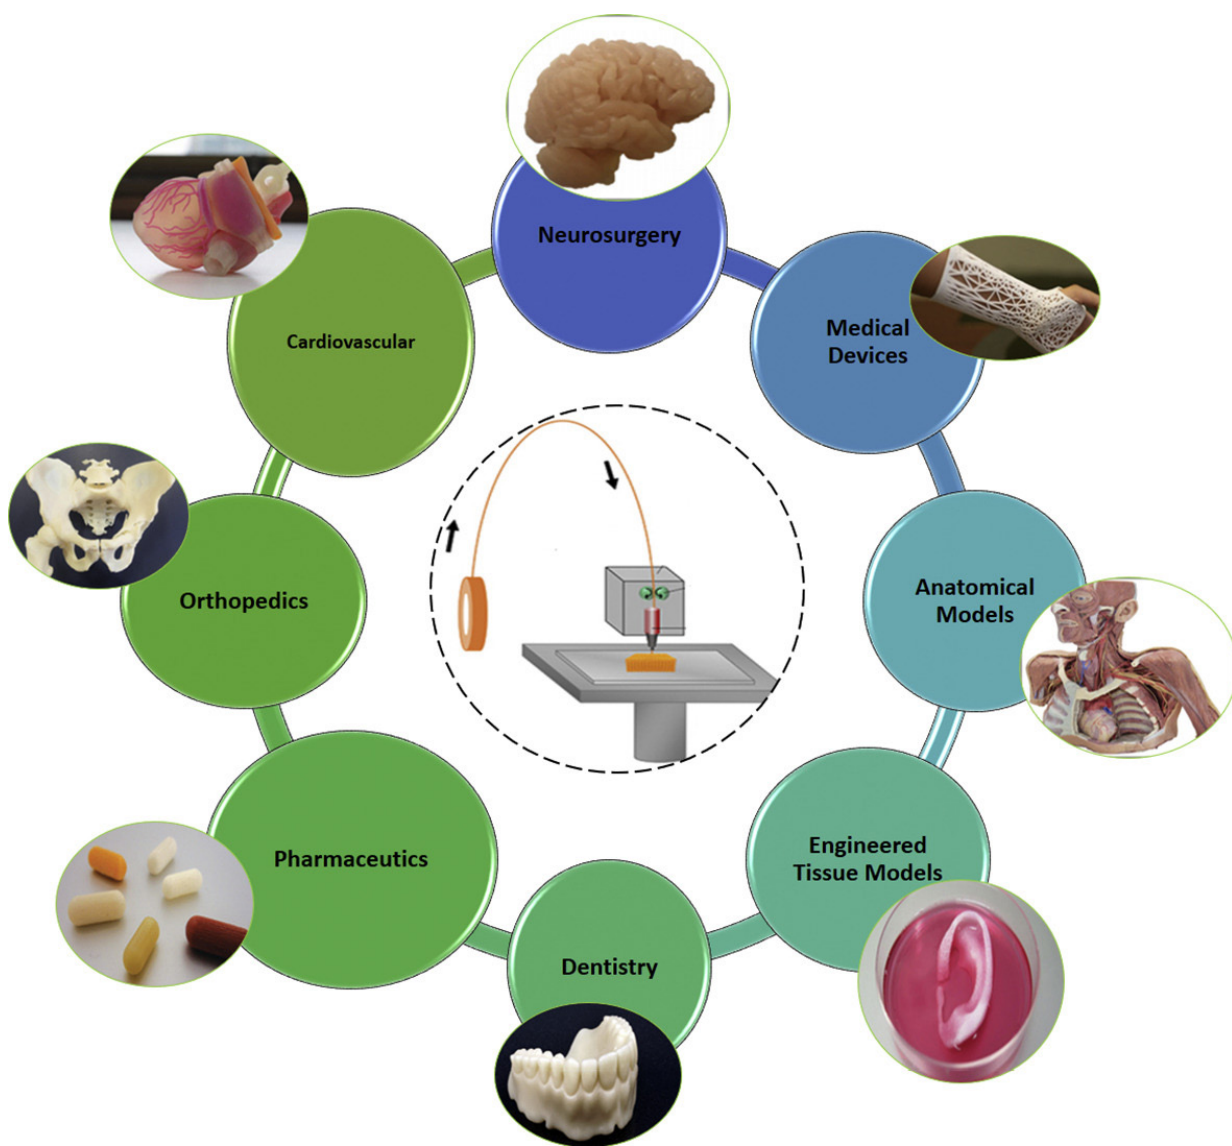 Neurosurgery
Medical
Devices
Cardiovascular
Anatomical
Models
Orthopedics
Engineered
Tissue Models
Pharmaceutics
Dentistry